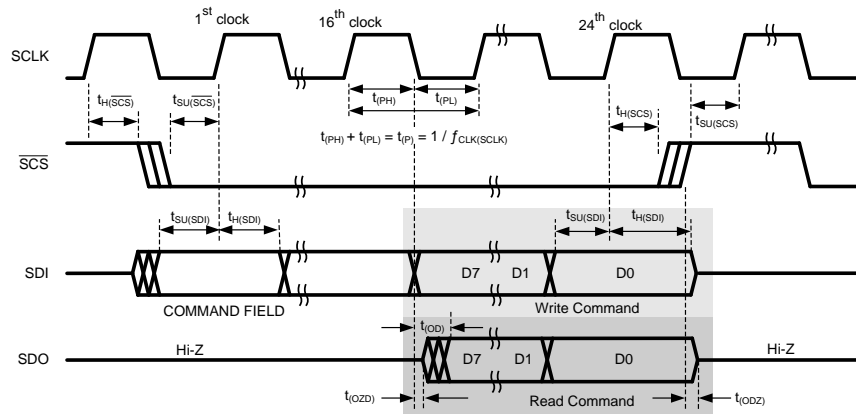 1st clock 16th clock 24th clock
SCLK
tH(SCS) tSU(SCS) t(PH) t(PL) tH(SCS) tSU(SCS)
t(PH) + t(PL) = t(P) = 1 / fCLK(SCLK)
SCS
tSU(SDI) tH(SDI) tSU(SDI) tH(SDI)
SDI D7 D1 D0
COMMAND FIELD Write Command
t(OD)
SDO Hi-Z D7 D1 D0 Hi-Z
t(OZD) Read Command t(ODZ)